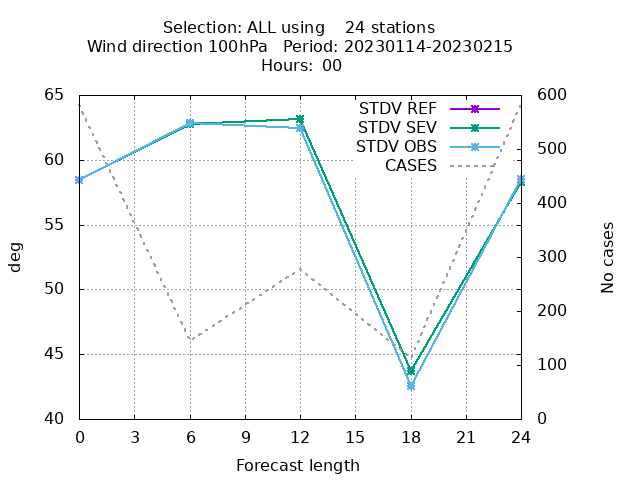 Selection: ALL using    24 stations
Wind direction 100hPa   Period: 20230114-20230215
Hours: 00
65
60
55
50
45
40
600
500
400
300
200
100
0
STDV REF
STDV SEV
STDV OBS
CASES
deg
No cases
0 3 6 9 12 15 18 21 24
Forecast length